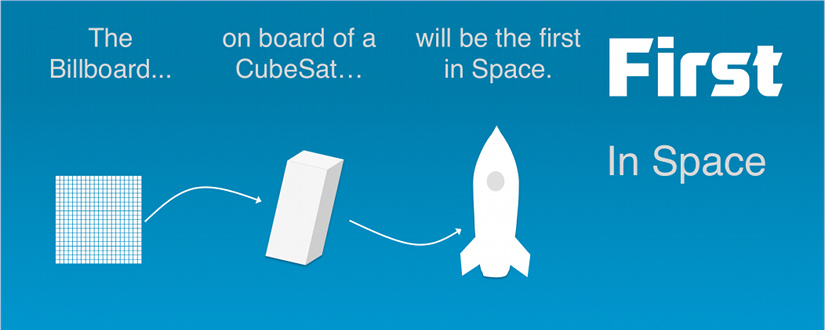 The
Billboard...
on board of a
CubeSat…
will be the first
in Space.
First
In Space